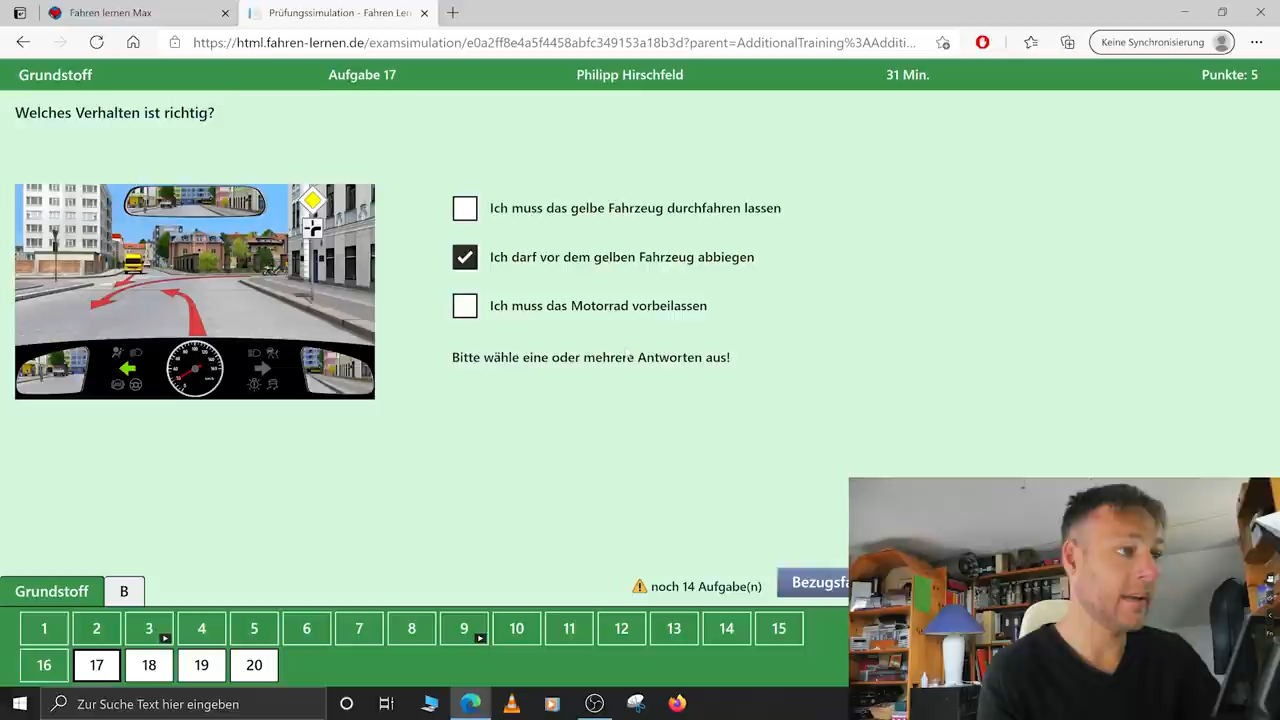 Fahren lernen Max
Prüfungssimulation - Fahren Ler
https://html.fahren-lernen.de/examsimulation/e0a2ff8e4a5f4458abfc349153a18b3d?parent=AdditionalTraining%3AAdditi...
Keine Synchronisierung
Grundstoff
Aufgabe 17
Philipp Hirschfeld
31 Min.
Punkte: 5
Welches Verhalten ist richtig?
Ich muss das gelbe Fahrzeug durchfahren lassen
Ich darf vor dem gelben Fahrzeug abbiegen
Ich muss das Motorrad vorbeilassen
Bitte wähle eine oder mehrere Antworten aus!
noch 14 Aufgabe(n)
Bezugsfa
Grundstoff
B
1 2 3 4 5 6 7 8 9 10 11 12 13 14 15
16 17 18 19 20
Zur Suche Text hier eingeben